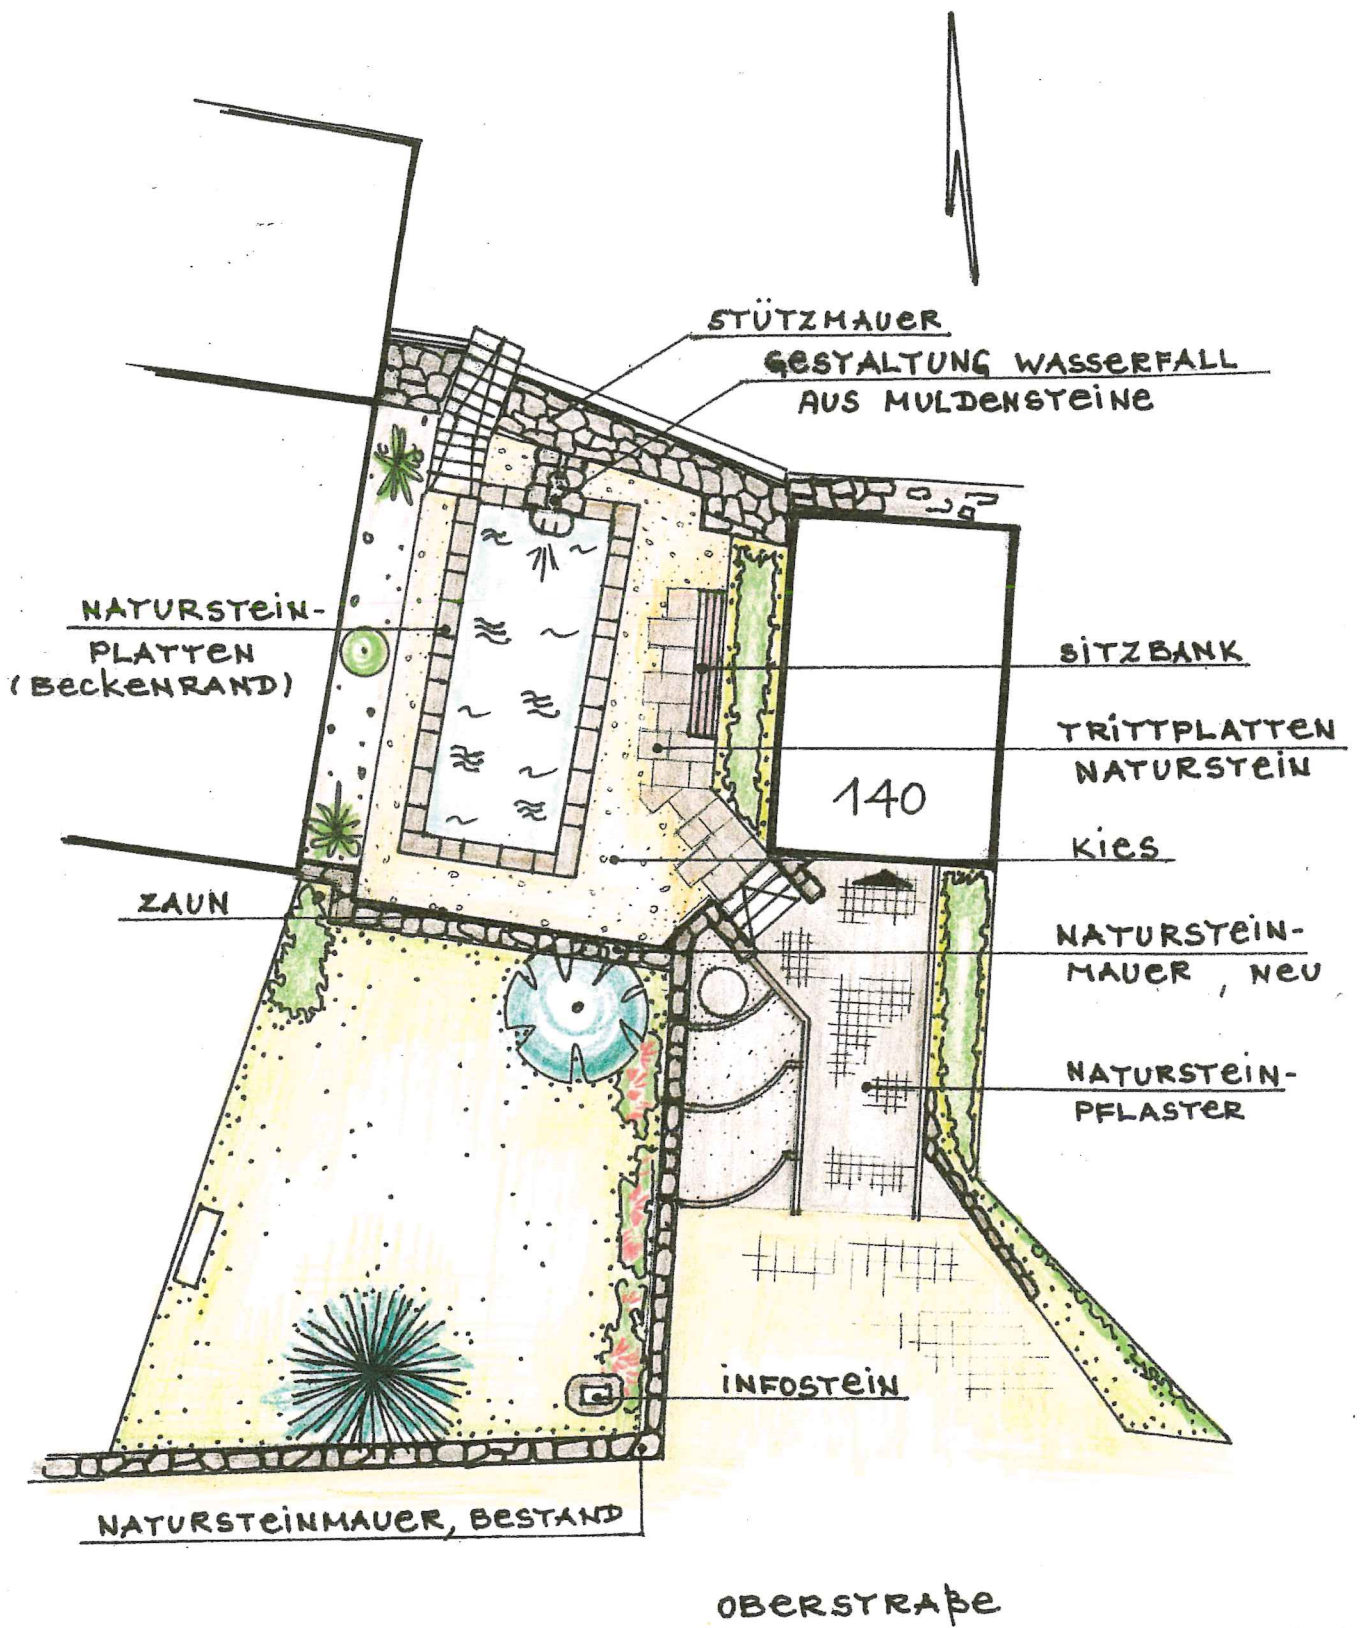 STÜTZMAUER
GESTALTUNG WASSERFALL
AUS MULDENSTEINE
NATURSTEIN-
PLATTEN
(BECKENRAND)
SITZBANK
TRITTPLATTEN
NATURSTEIN
140
KIES
ZAUN
NATURSTEIN-
MAUER, NEU
NATURSTEIN-
PFLASTER
INFOSTEIN
NATURSTEINMAUER, BESTAND
OBERSTRAßE